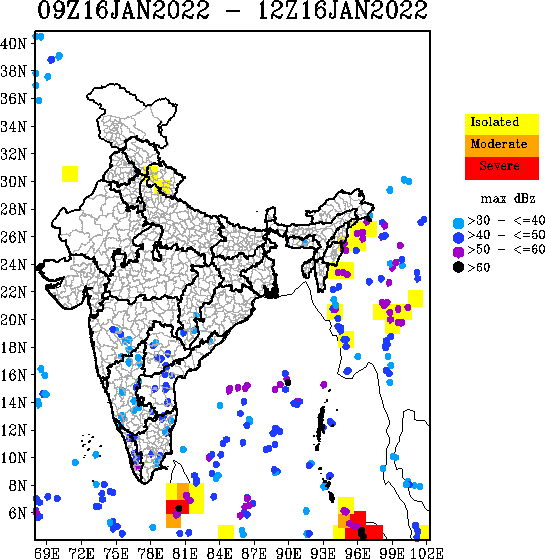 09Z16JAN2022 – 12Z16JAN2022
40N
38N
36N
34N
32N
30N
28N
26N
24N
22N
20N
18N
16N
14N
12N
10N
8N
6N
69E 72E 75E 78E 81E 84E 87E 90E 93E 96E 99E 102E
Isolated
Moderate
Severe
max dBz
>30 – <=40
>40 – <=50
>50 – <=60
>60